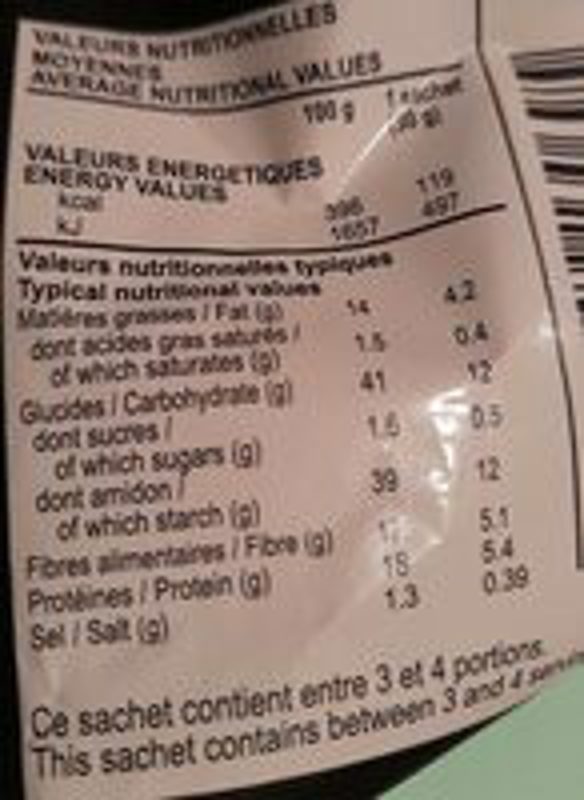 VALEURS NUTRITIONNELLES
MOYENNES
AVERAGE NUTRITIONAL VALUES
100 g
VALEURS ENERGETIQUES
ENERGY VALUES
kcal 396 119
kJ 1657 497
Valeurs nutritionnelles typiques
Typical nutritional values
Matières grasses / Fat (g) 14 4.2
dont acides gras saturés /
of which saturates (g) 1.5 0.4
Glucides / Carbohydrate (g) 41 12
dont sucres /
of which sugars (g) 1.6 0.5
dont amidon /
of which starch (g) 39 12
Fibres alimentaires / Fibre (g) 5.1
Protéines / Protein (g) 18 5.4
Sel / Salt (g) 1.3 0.39
Ce sachet contient entre 3 et 4 portions.
This sachet contains between 3 and 4